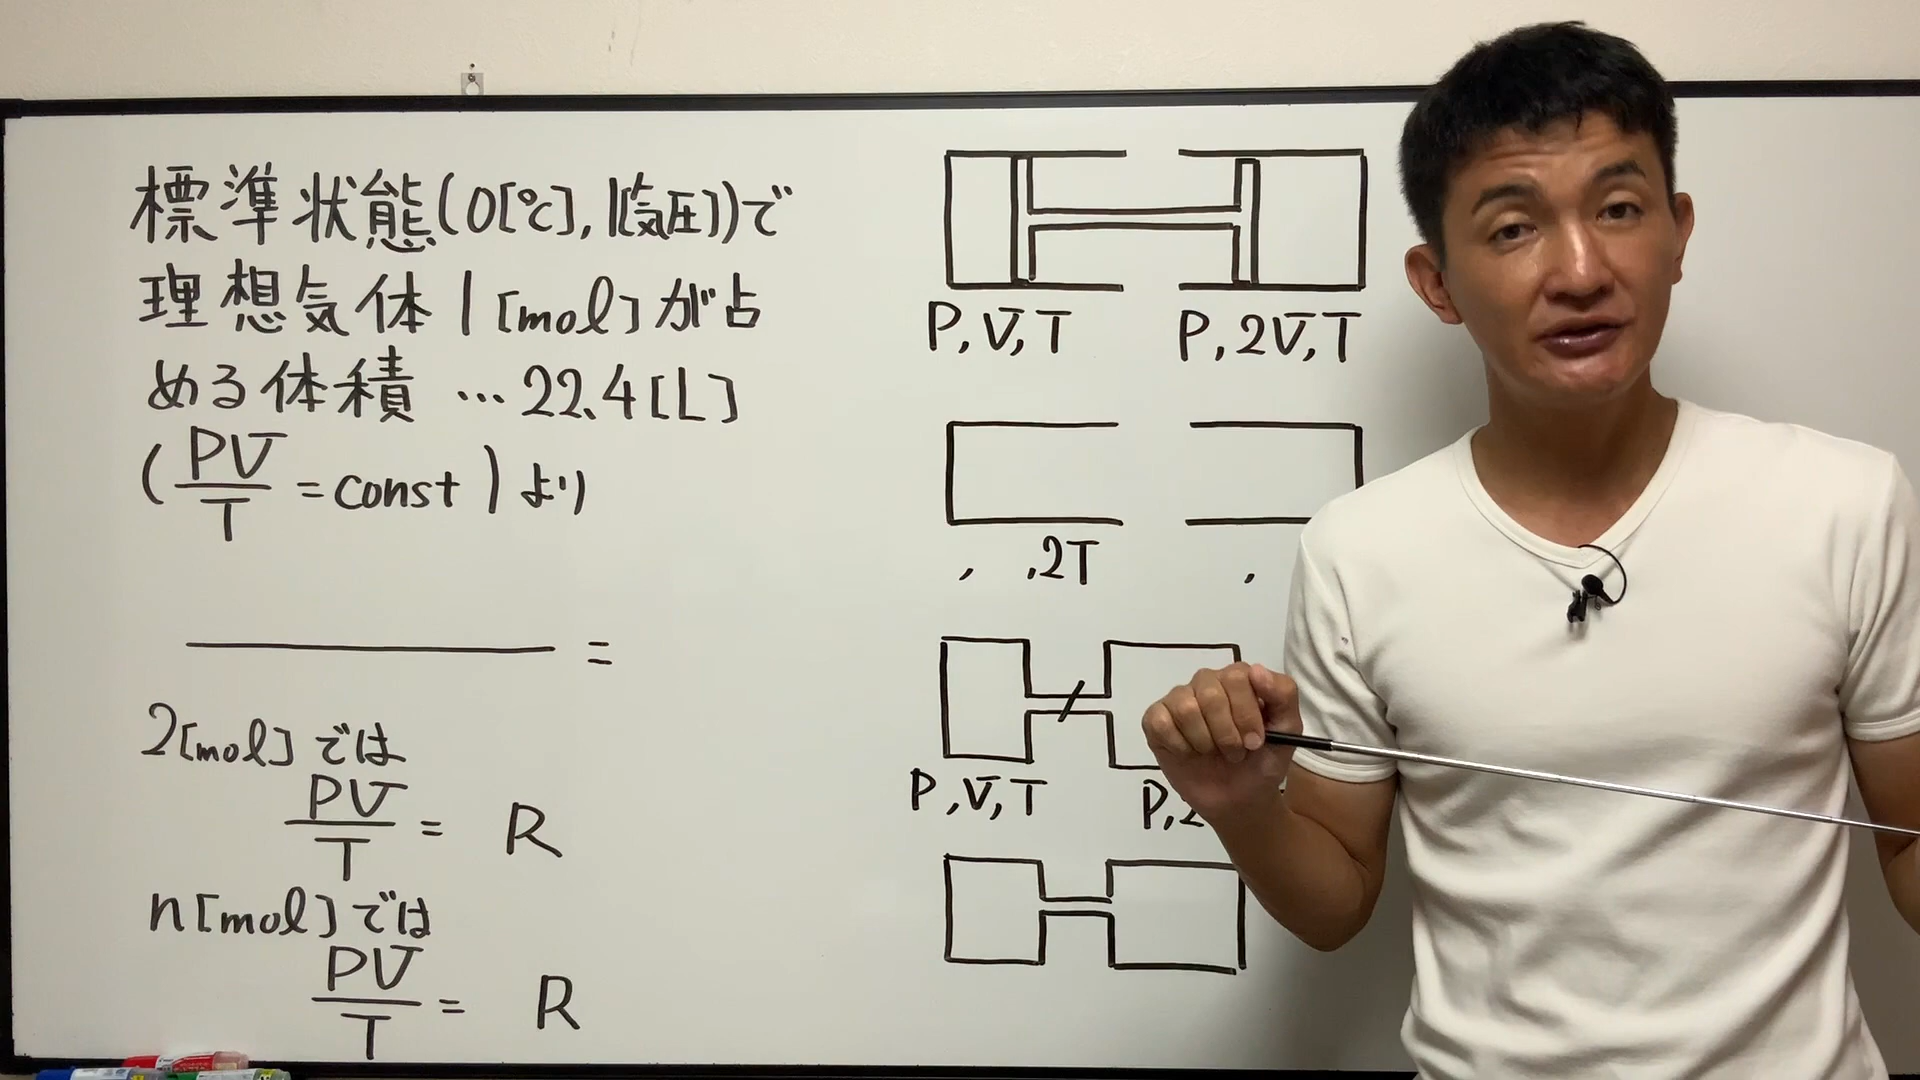 標準状態(0[℃],1[気圧])で
理想気体1[mol]が占
める体積…22.4[L]
(PV/T=const)より
=
2[mol]では
PV/T= R
n[mol]では
PV/T= R
P,V,T
P,2V,T
, ,2T
,
P,V,T
P,2